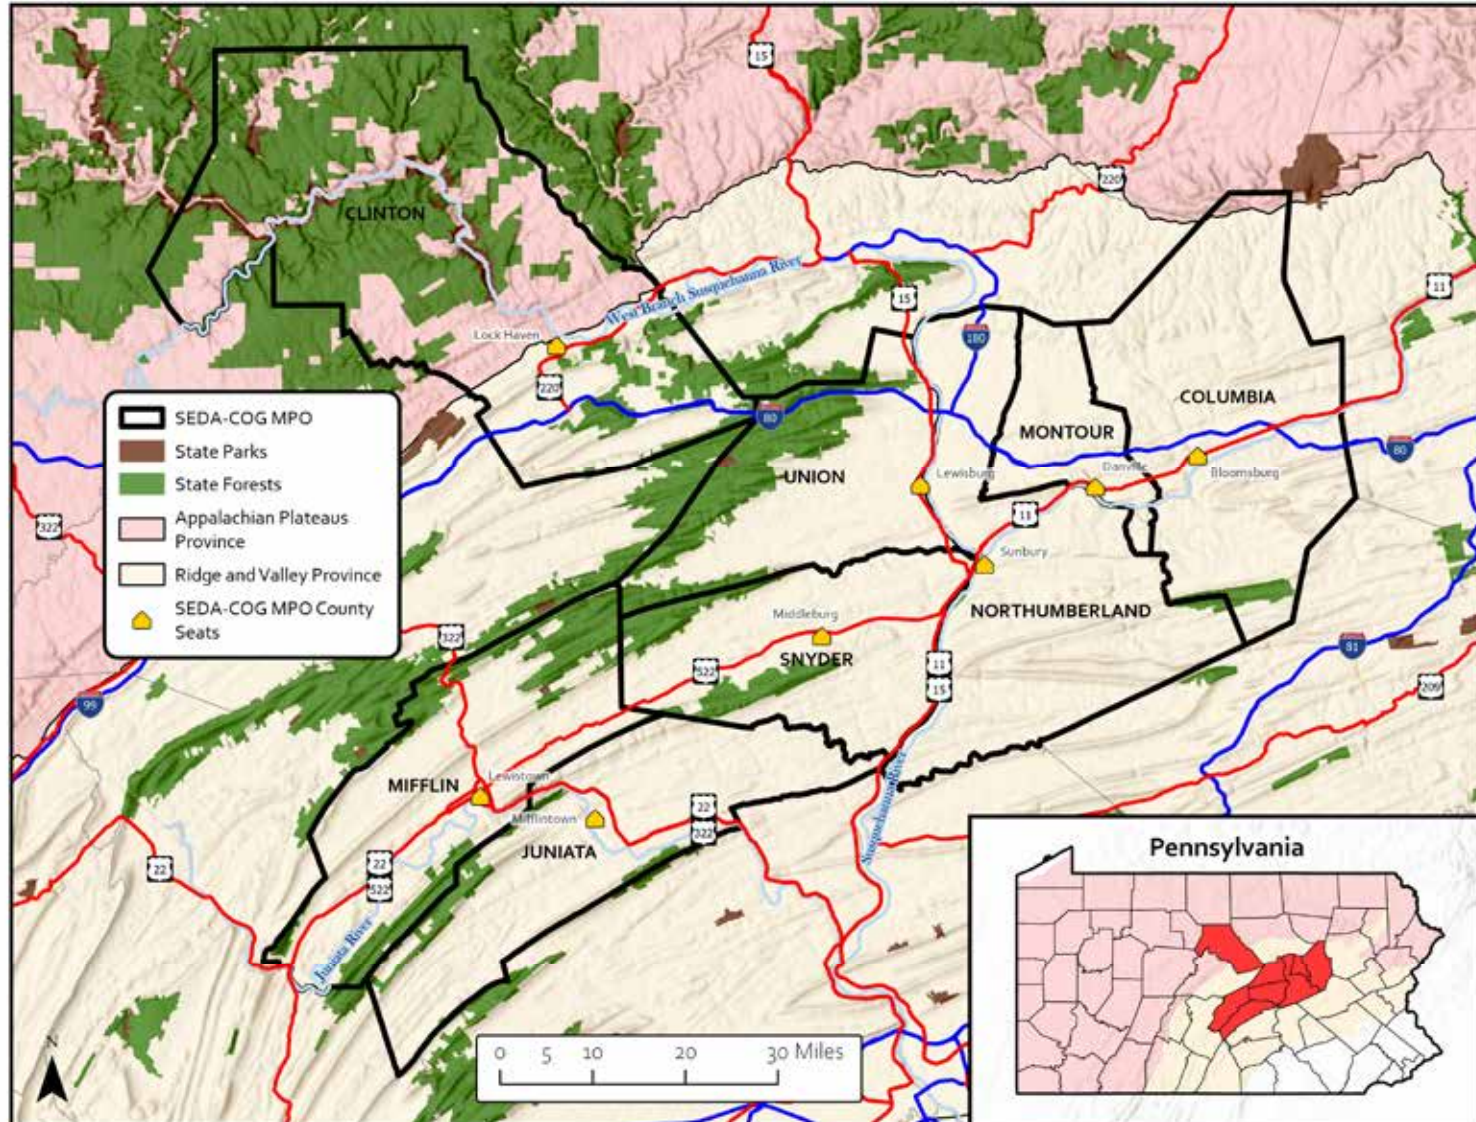 15
220
CLINTON
11
West Branch Susquehanna River
15
Lock Haven
180
220
COLUMBIA
80
MONTOUR
80
SEDA-COG MPO
State Parks
State Forests
Appalachian Plateaus
Province
Ridge and Valley Province
SEDA-COG MPO County
Seats
UNION
Lewisburg
Danville
Bloomsburg
322
11
Sunbury
Middleburg
NORTHUMBERLAND
322
SNYDER
522
11
15
81
209
99
MIFFLIN
Lewistown
Mifflintown
22
322
JUNIATA
Susquehanna River
22
22
522
Juniata River
N
0 5 10 20 30 Miles
Pennsylvania